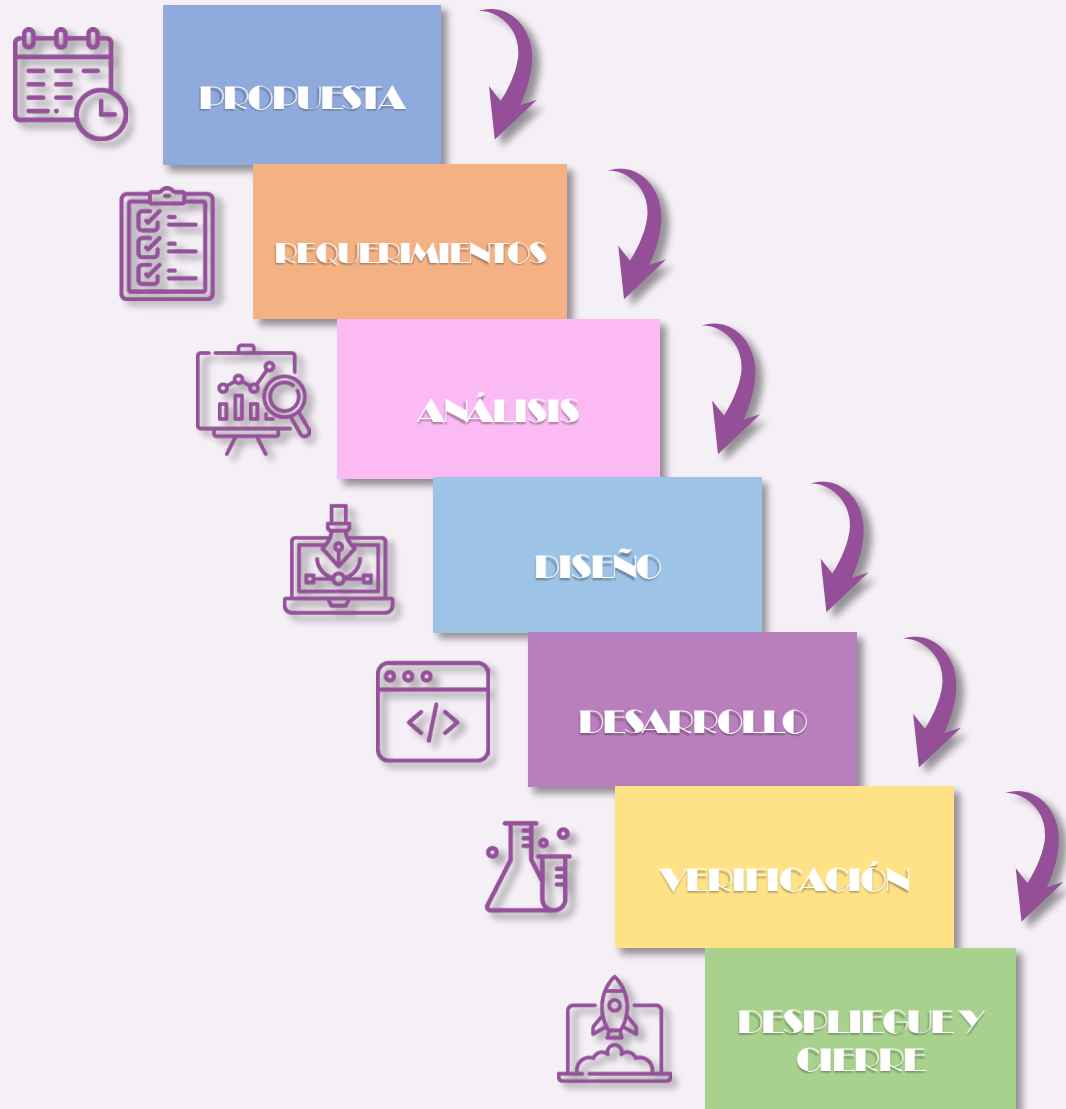 PROPUESTA
REQUERIMIENTOS
ANÁLISIS
DISEÑO
DESARROLLO
VERIFICACIÓN
DESPLIEGUE Y
CIERRE